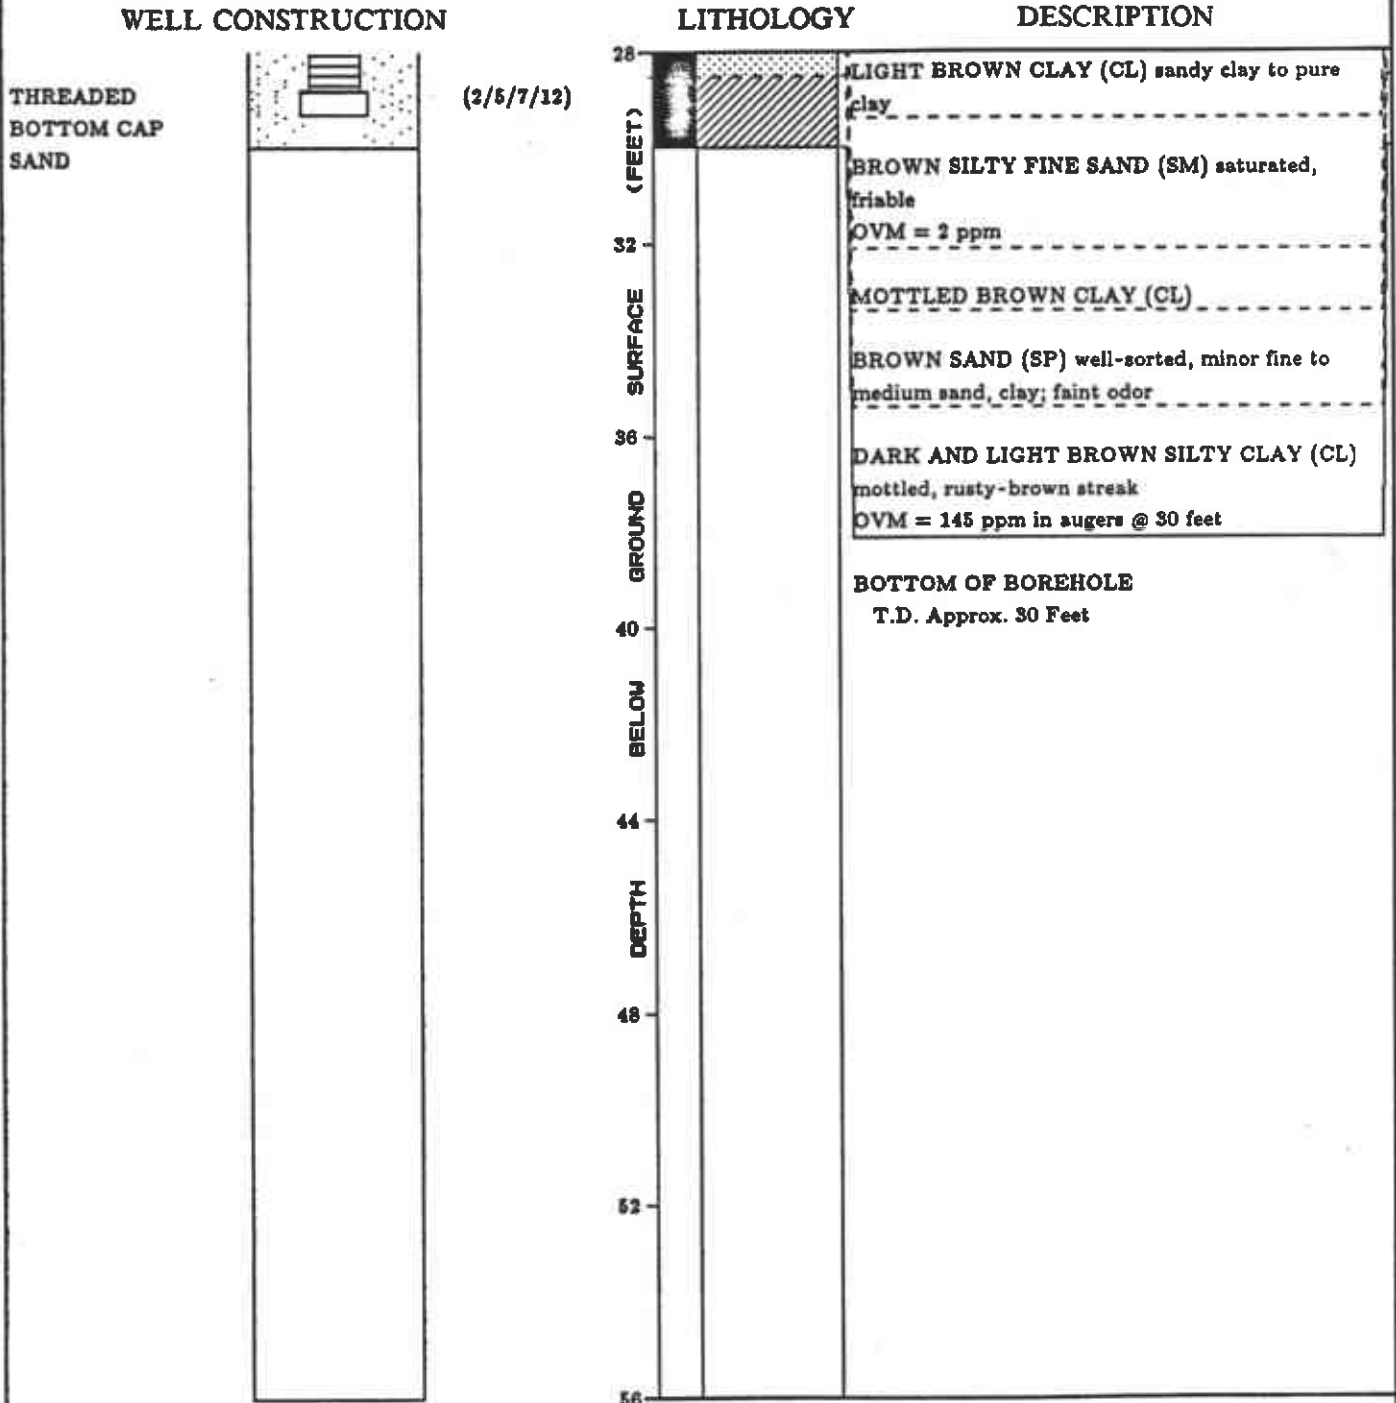 WELL CONSTRUCTION
LITHOLOGY
DESCRIPTION
THREADED
BOTTOM CAP
SAND
(2/5/7/12)
DEPTH BELOW GROUND SURFACE (FEET)
28
32
36
40
44
48
52
56
LIGHT BROWN CLAY (CL) sandy clay to pure
clay
BROWN SILTY FINE SAND (SM) saturated,
friable
OVM = 2 ppm
MOTTLED BROWN CLAY (CL)
BROWN SAND (SP) well-sorted, minor fine to
medium sand, clay; faint odor
DARK AND LIGHT BROWN SILTY CLAY (CL)
mottled, rusty-brown streak
OVM = 145 ppm in augers @ 30 feet
BOTTOM OF BOREHOLE
T.D. Approx. 30 Feet